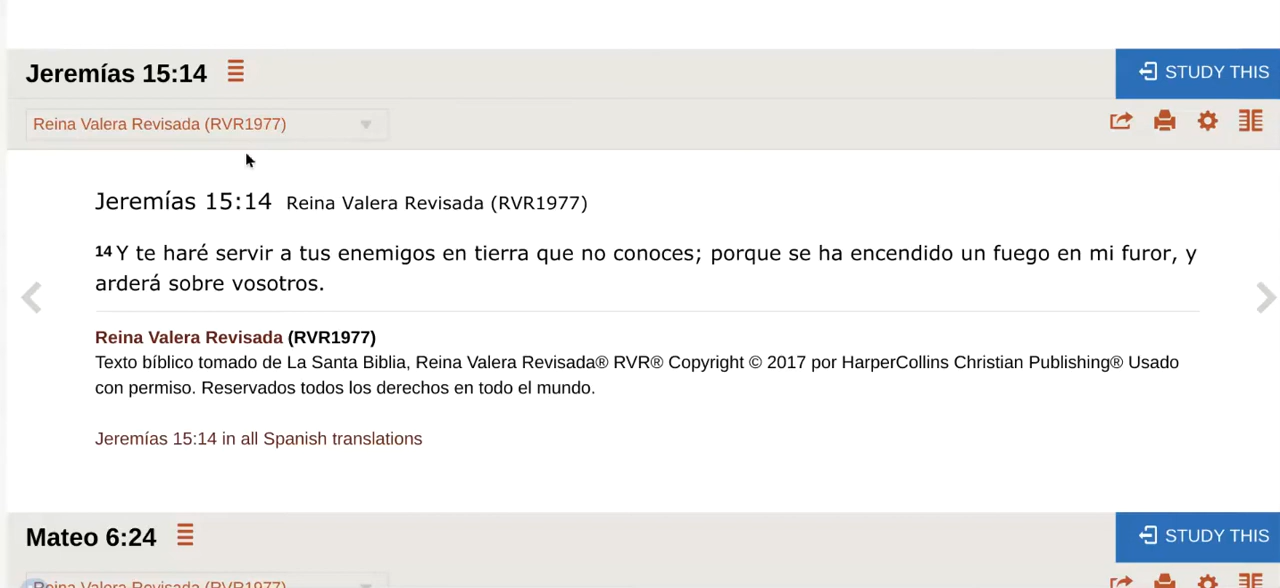 Jeremías 15:14
STUDY THIS
Reina Valera Revisada (RVR1977)
Jeremías 15:14 Reina Valera Revisada (RVR1977)
14 Y te haré servir a tus enemigos en tierra que no conoces; porque se ha encendido un fuego en mi furor, y
arderá sobre vosotros.
Reina Valera Revisada (RVR1977)
Texto bíblico tomado de La Santa Biblia, Reina Valera Revisada® RVR® Copyright © 2017 por HarperCollins Christian Publishing® Usado
con permiso. Reservados todos los derechos en todo el mundo.
Jeremías 15:14 in all Spanish translations
Mateo 6:24
STUDY THIS
Reina Valera Revisada (RVR1977)